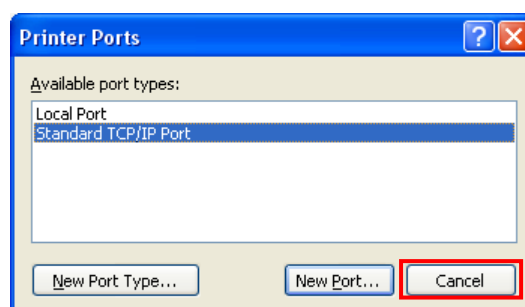 Printer Ports
Available port types:
Local Port
Standard TCP/IP Port
New Port Type... New Port... Cancel